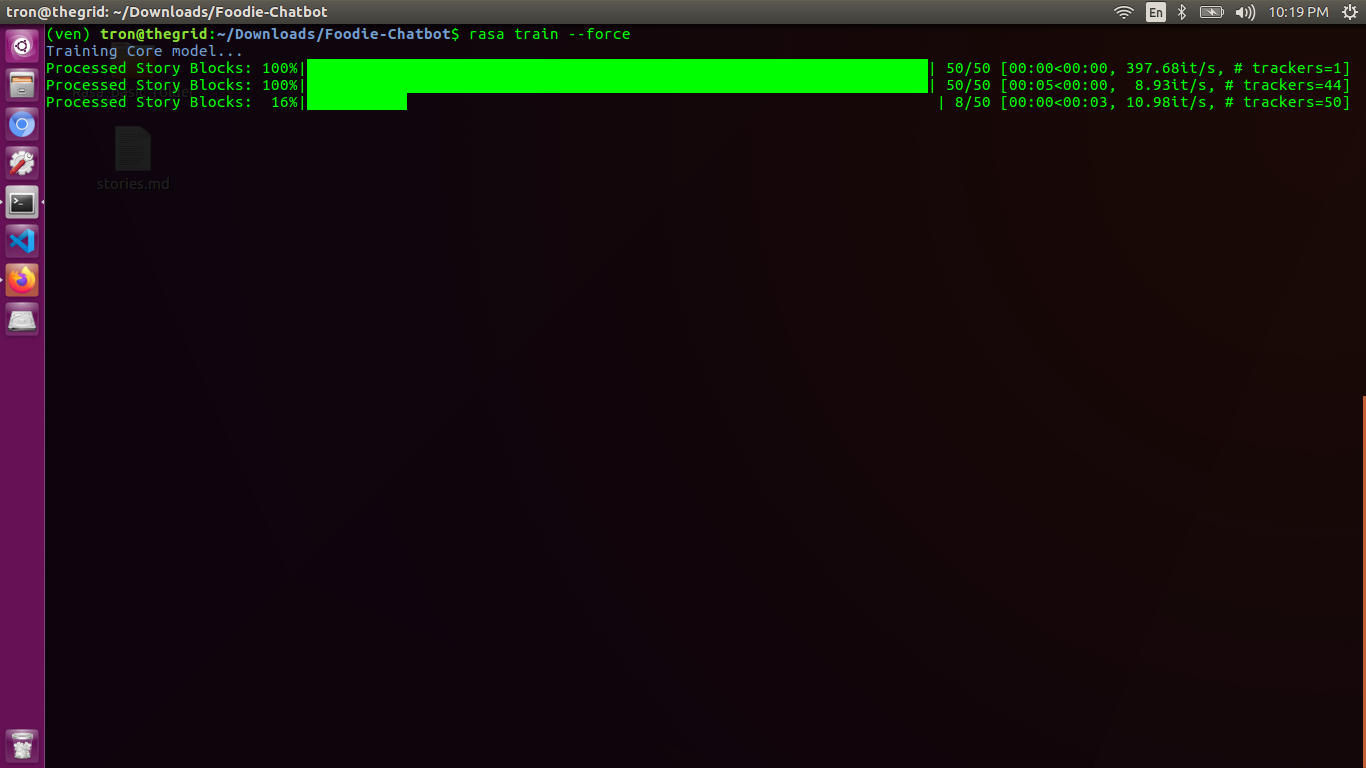 tron@thegrid: ~/Downloads/Foodie-Chatbot
En
10:19 PM
(ven) tron@thegrid:~/Downloads/Foodie-Chatbot$ rasa train --force
Training Core model...
Processed Story Blocks: 100%| | 50/50 [00:00<00:00, 397.68it/s, # trackers=1]
Processed Story Blocks: 100%| | 50/50 [00:05<00:00, 8.93it/s, # trackers=44]
Processed Story Blocks: 16%| | 8/50 [00:00<00:03, 10.98it/s, # trackers=50]
stories.md